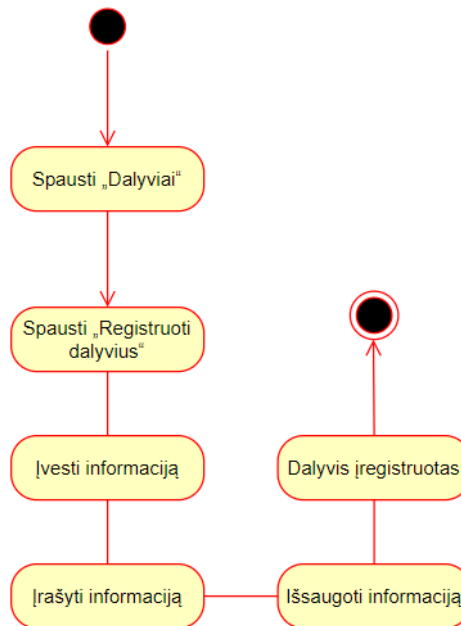 Spausti „Dalyviai“
Spausti „Registruoti
dalyvius“
Įvesti informaciją
Dalyvis įregistruotas
Įrašyti informaciją
Išsaugoti informaciją